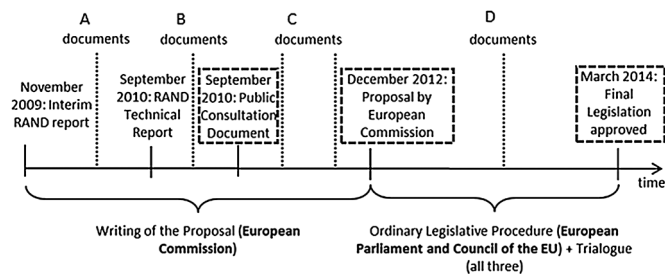 A
documents
B
documents
C
documents
D
documents
November
2009: Interim
RAND report
September
2010: RAND
Technical
Report
September
2010: Public
Consultation
Document
December 2012:
Proposal by
European
Commission
March 2014:
Final
Legislation
approved
time
Writing of the Proposal (European
Commission)
Ordinary Legislative Procedure (European
Parliament and Council of the EU) + Trialogue
(all three)